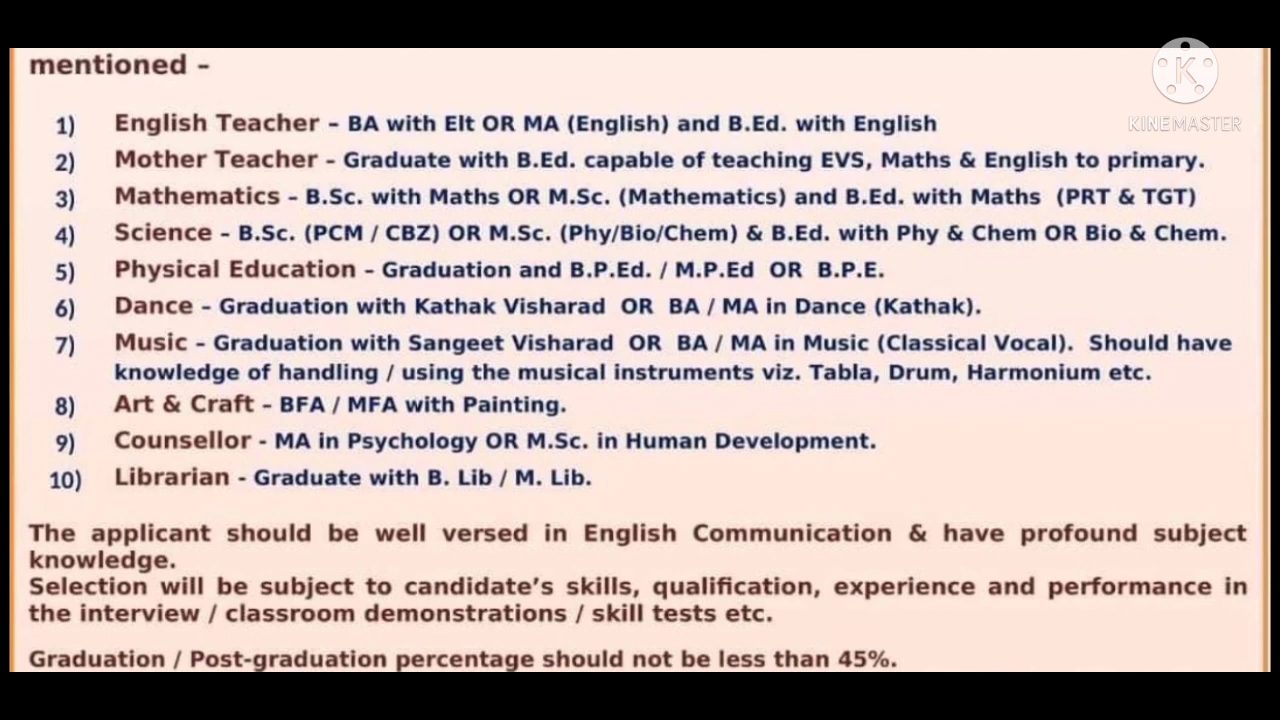 mentioned –
KINEMASTER
1) English Teacher – BA with Elt OR MA (English) and B.Ed. with English
2) Mother Teacher – Graduate with B.Ed. capable of teaching EVS, Maths & English to primary.
3) Mathematics – B.Sc. with Maths OR M.Sc. (Mathematics) and B.Ed. with Maths (PRT & TGT)
4) Science – B.Sc. (PCM / CBZ) OR M.Sc. (Phy/Bio/Chem) & B.Ed. with Phy & Chem OR Bio & Chem.
5) Physical Education – Graduation and B.P.Ed. / M.P.Ed OR B.P.E.
6) Dance – Graduation with Kathak Visharad OR BA / MA in Dance (Kathak).
7) Music – Graduation with Sangeet Visharad OR BA / MA in Music (Classical Vocal). Should have
knowledge of handling / using the musical instruments viz. Tabla, Drum, Harmonium etc.
8) Art & Craft – BFA / MFA with Painting.
9) Counsellor - MA in Psychology OR M.Sc. in Human Development.
10) Librarian - Graduate with B. Lib / M. Lib.
The applicant should be well versed in English Communication & have profound subject
knowledge.
Selection will be subject to candidate’s skills, qualification, experience and performance in
the interview / classroom demonstrations / skill tests etc.
Graduation / Post-graduation percentage should not be less than 45%.